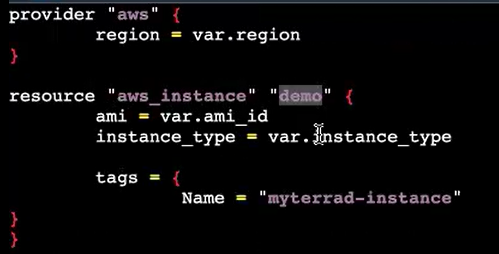 provider "aws" {
region = var.region
}
resource "aws_instance" "demo" {
ami = var.ami_id
instance_type = var.instance_type
tags = {
Name = "myterrad-instance"
}
}